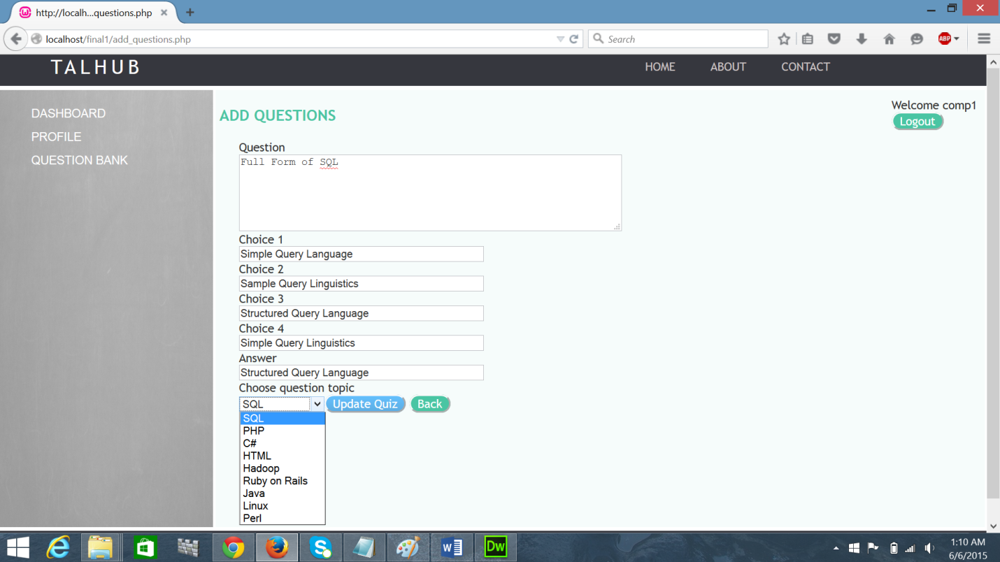 http://localh...questions.php
localhost/final1/add_questions.php
Search
ABP
TALHUB
HOME ABOUT CONTACT
DASHBOARD
PROFILE
QUESTION BANK
Welcome comp1
Logout
ADD QUESTIONS
Question
Full Form of SQL
Choice 1
Simple Query Language
Choice 2
Sample Query Linguistics
Choice 3
Structured Query Language
Choice 4
Simple Query Linguistics
Answer
Structured Query Language
Choose question topic
SQL Update Quiz Back
SQL
PHP
C#
HTML
Hadoop
Ruby on Rails
Java
Linux
Perl
Dw
1:10 AM
6/6/2015